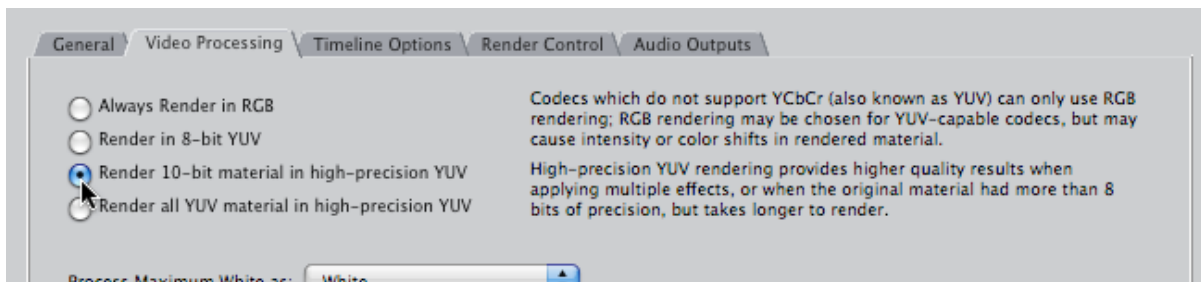 General Video Processing Timeline Options Render Control Audio Outputs
Always Render in RGB
Render in 8-bit YUV
Render 10-bit material in high-precision YUV
Render all YUV material in high-precision YUV
Codecs which do not support YCbCr (also known as YUV) can only use RGB
rendering; RGB rendering may be chosen for YUV-capable codecs, but may
cause intensity or color shifts in rendered material.
High-precision YUV rendering provides higher quality results when
applying multiple effects, or when the original material had more than 8
bits of precision, but takes longer to render.
Process Maximum White as: White